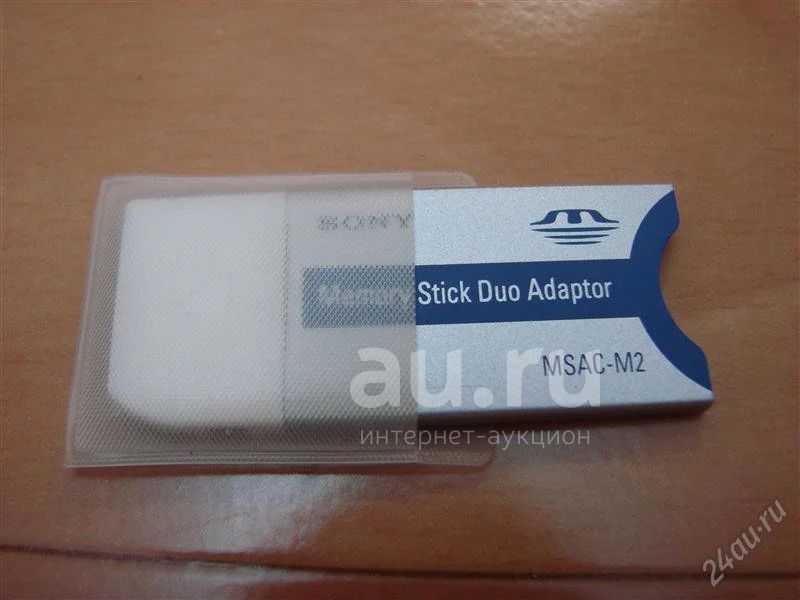 SONY
Memory Stick Duo Adaptor
MSAC-M2
au.ru
интернет-аукцион
24au.ru